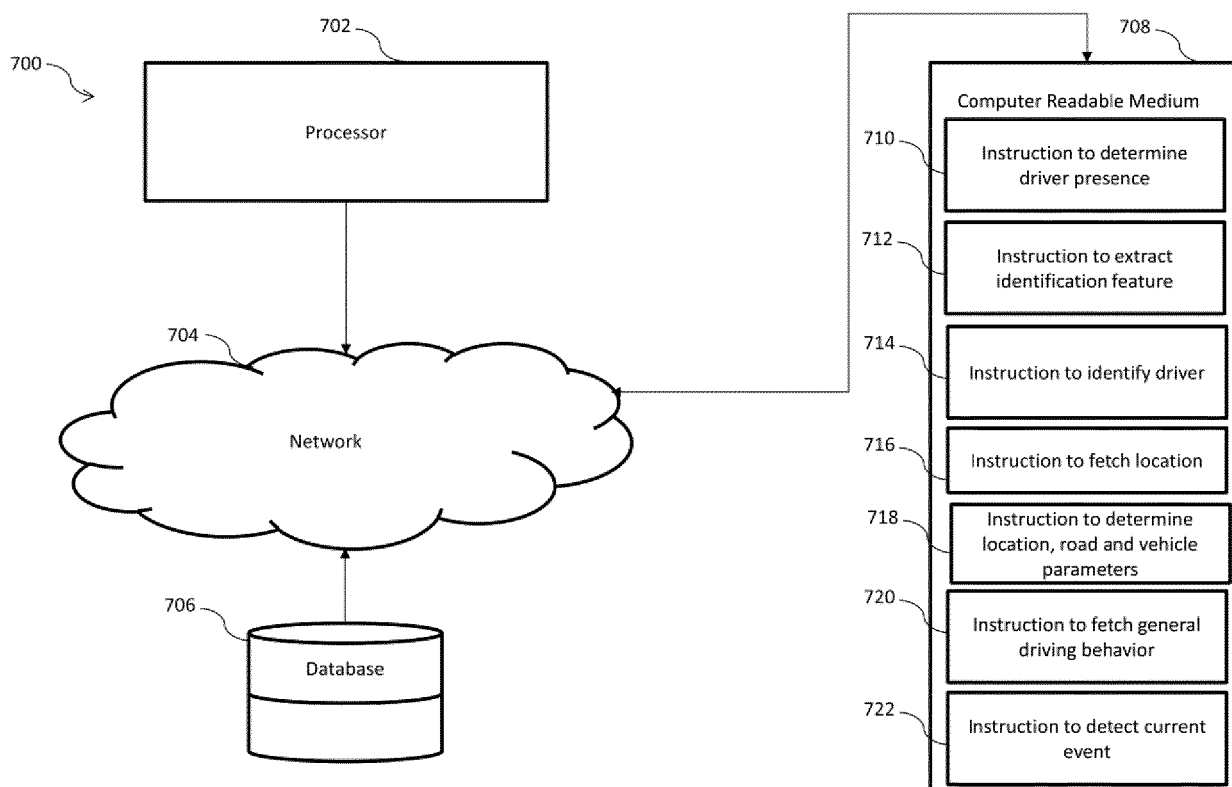 702
708
700
Processor
Computer Readable Medium
710
Instruction to determine
driver presence
712
Instruction to extract
identification feature
704
714
Instruction to identify driver
Network
716
Instruction to fetch location
718
Instruction to determine
location, road and vehicle
parameters
706
Database
720
Instruction to fetch general
driving behavior
722
Instruction to detect current
event